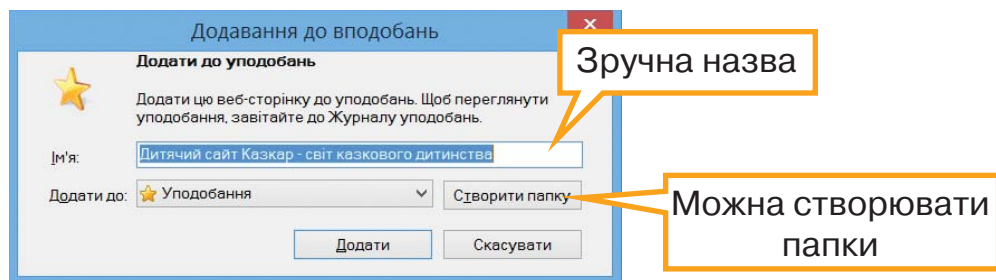 Додавання до вподобань
Додати до уподобань
Додати цю веб-сторінку до уподобань. Щоб переглянути
уподобання, завітайте до Журналу уподобань.
Ім'я:
Дитячий сайт Казкар - світ казкового дитинства
Додати до:
Уподобання
Створити папку
Додати
Скасувати
Зручна назва
Можна створювати
папки